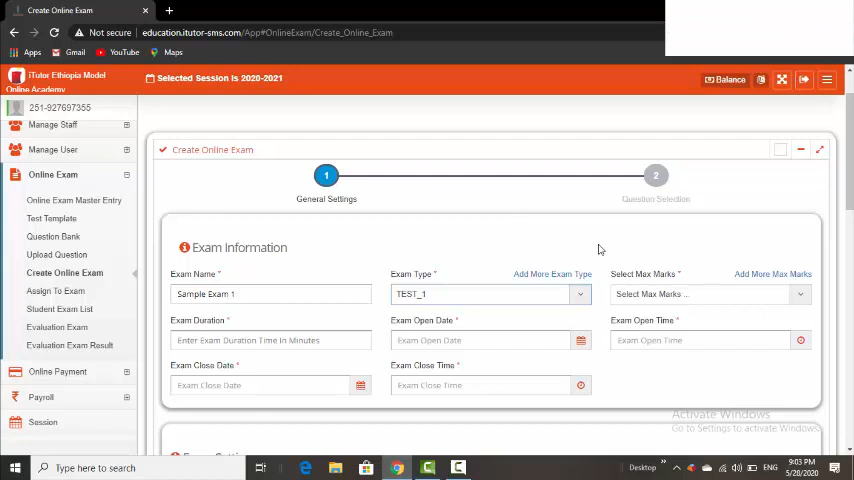 Create Online Exam
Not secure education.itutor-sms.com/App#OnlineExam/Create_Online_Exam
Apps Gmail YouTube Maps
iTutor Ethiopia Model
Online Academy
Selected Session Is 2020-2021
Balance
251-927697355
Manage Staff
Manage User
Online Exam
Online Exam Master Entry
Test Template
Question Bank
Upload Question
Create Online Exam
Assign To Exam
Student Exam List
Evaluation Exam
Evaluation Exam Result
Online Payment
Payroll
Session
Create Online Exam
1
2
General Settings
Question Selection
Exam Information
Exam Name *
Exam Type *
Add More Exam Type
Select Max Marks *
Add More Max Marks
Sample Exam 1
TEST_1
Select Max Marks ...
Exam Duration *
Exam Open Date *
Exam Open Time *
Enter Exam Duration Time In Minutes
Exam Open Date
Exam Open Time
Exam Close Date *
Exam Close Time *
Exam Close Date
Exam Close Time
Activate Windows
Go to Settings to activate Windows.
Type here to search
Desktop
ENG
9:03 PM
5/28/2020